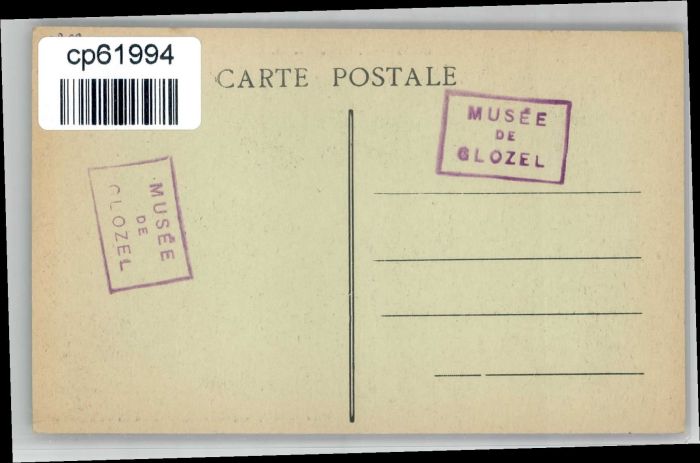 cp61994
CARTE POSTALE
MUSÉE
DE
GLOZEL
MUSÉE
DE
GLOZEL